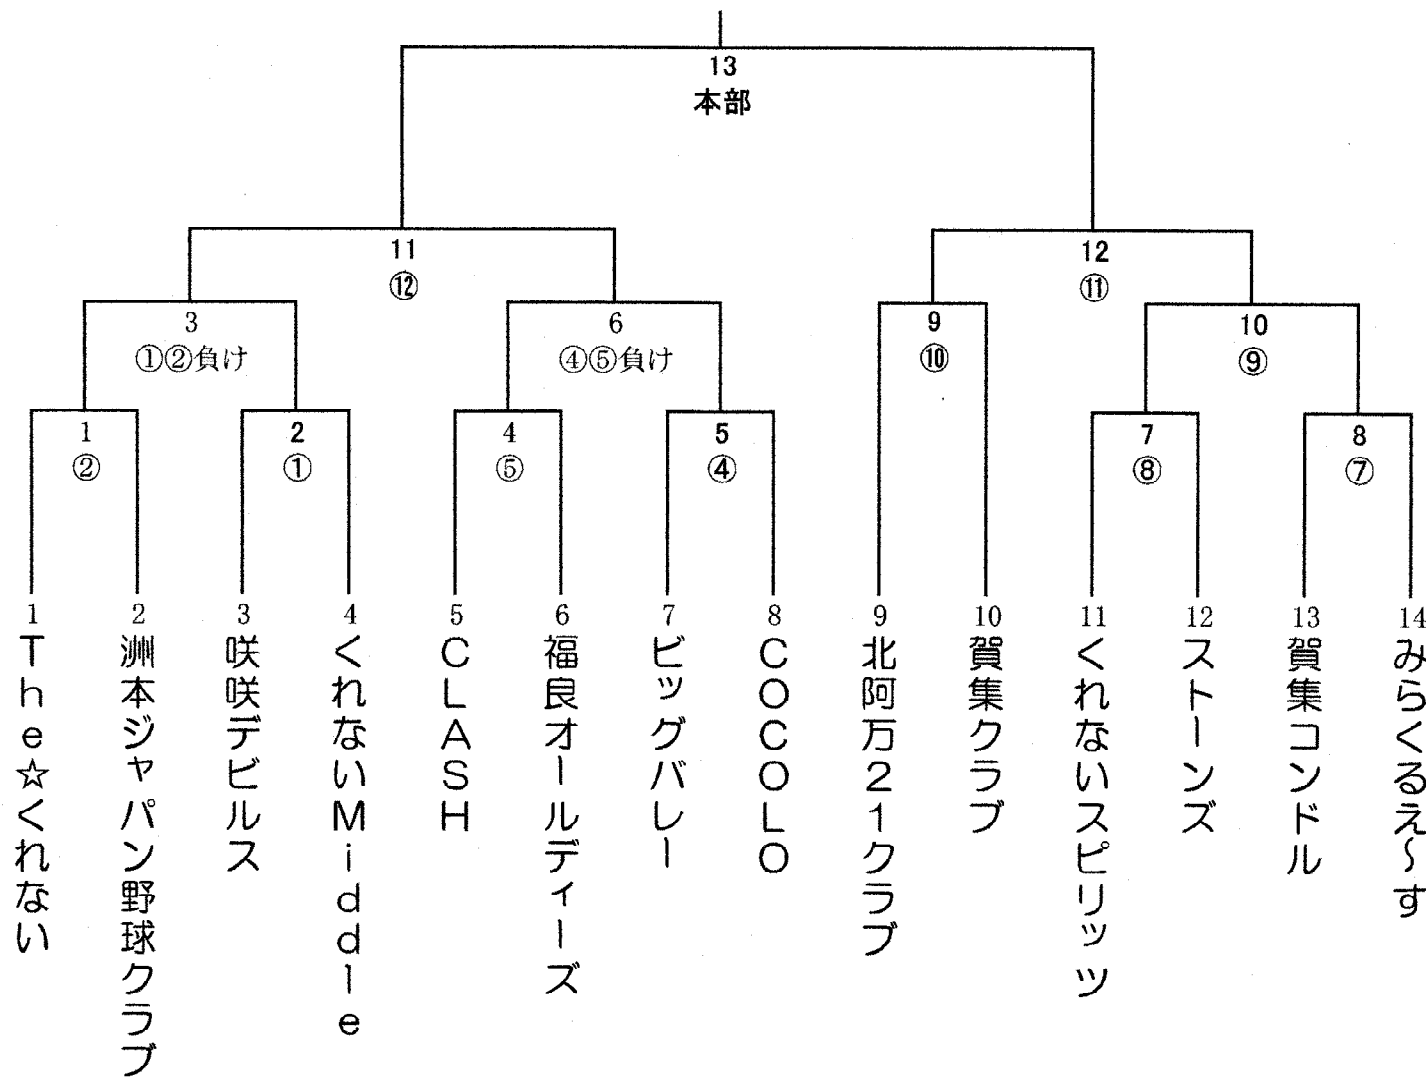 13
本部
11
⑫
12
⑪
3
①②負け
6
④⑤負け
9
⑩
10
⑨
1
②
2
①
4
⑤
5
④
7
⑧
8
⑦
1
The☆くれない
2
洲本ジャパン野球クラブ
3
咲咲デビルス
4
くれないMiddle
5
CLASH
6
福良オールディーズ
7
ビッグバレー
8
COCOLO
9
北阿万21クラブ
10
賀集クラブ
11
くれないスピリッツ
12
ストーンズ
13
賀集コンドル
14
みらくるえ～す